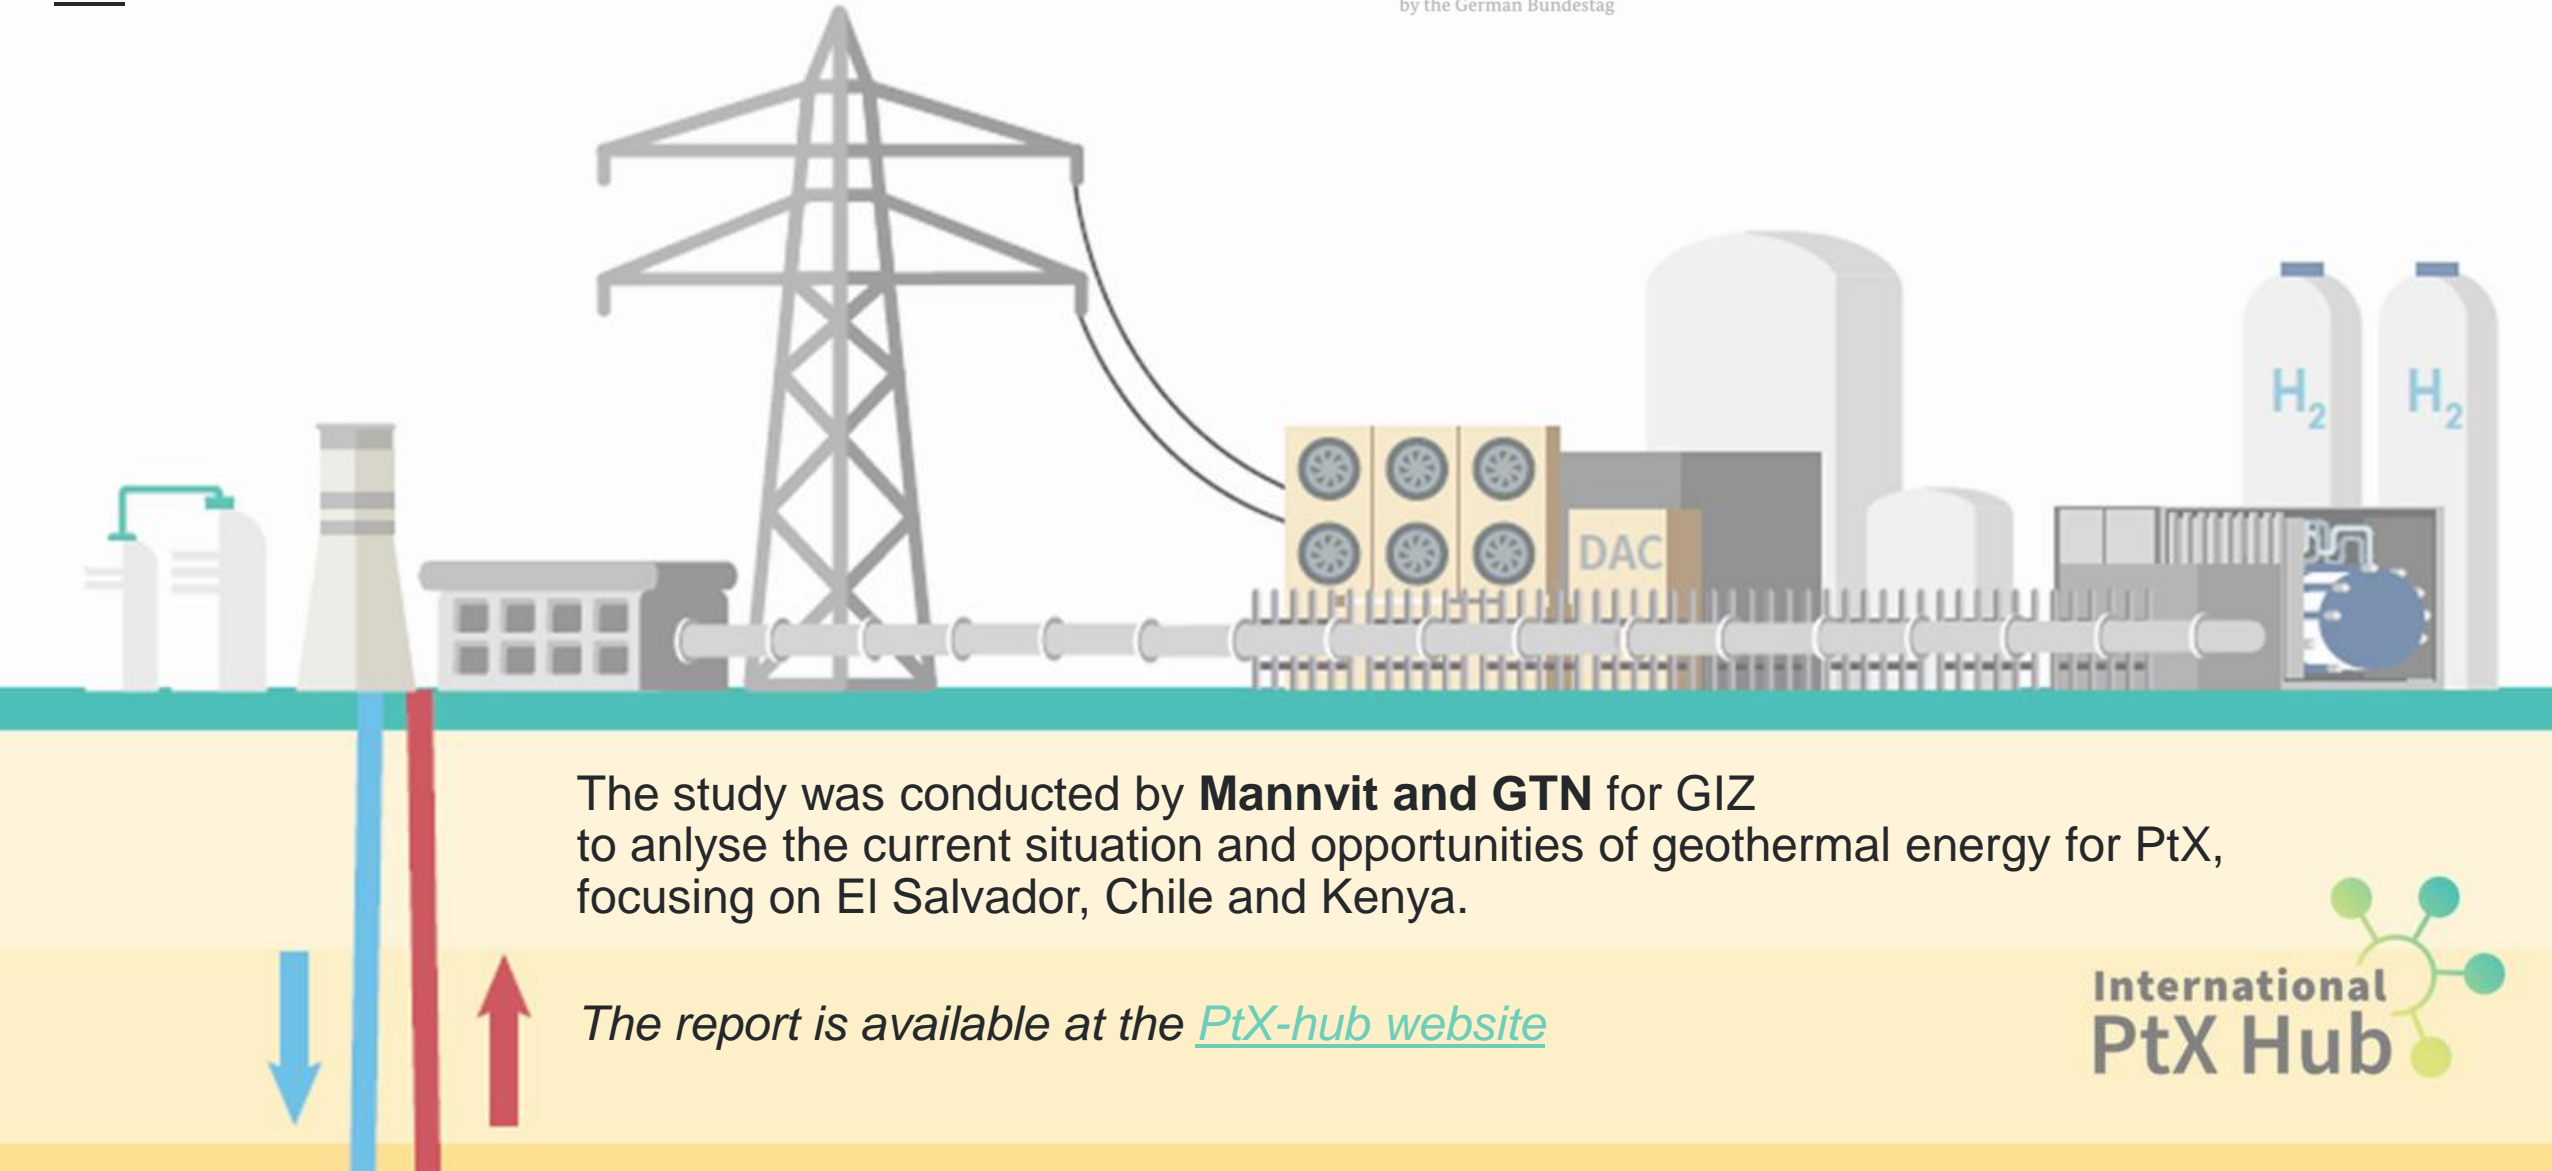 by the German Bundestag
H2 H2
DAC
The study was conducted by Mannvit and GTN for GIZ
to anlyse the current situation and opportunities of geothermal energy for PtX,
focusing on El Salvador, Chile and Kenya.
The report is available at the PtX-hub website
International
PtX Hub